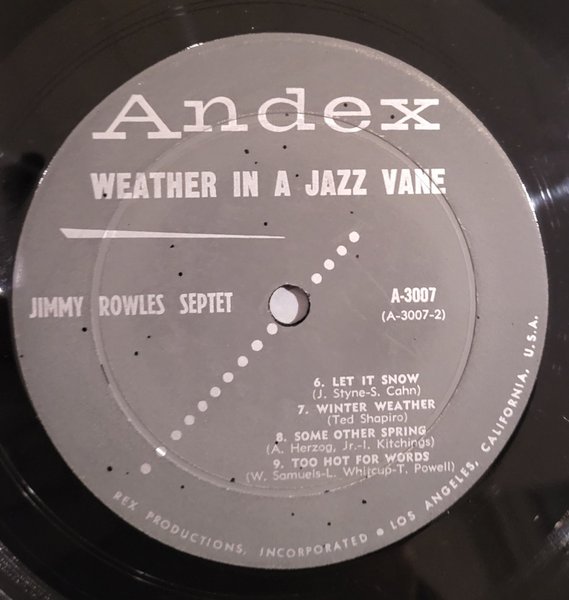 Andex
WEATHER IN A JAZZ VANE
JIMMY ROWLES SEPTET
A-3007
(A-3007-2)
6. LET IT SNOW
(J. Styne-S. Cahn)
7. WINTER WEATHER
(Ted Shapiro)
8. SOME OTHER SPRING
(A. Herzog, Jr.-I. Kitchings)
9. TOO HOT FOR WORDS
(W. Samuels-L. Whitcup-T. Powell)
REX PRODUCTIONS, INCORPORATED ● LOS ANGELES, CALIFORNIA, U.S.A.